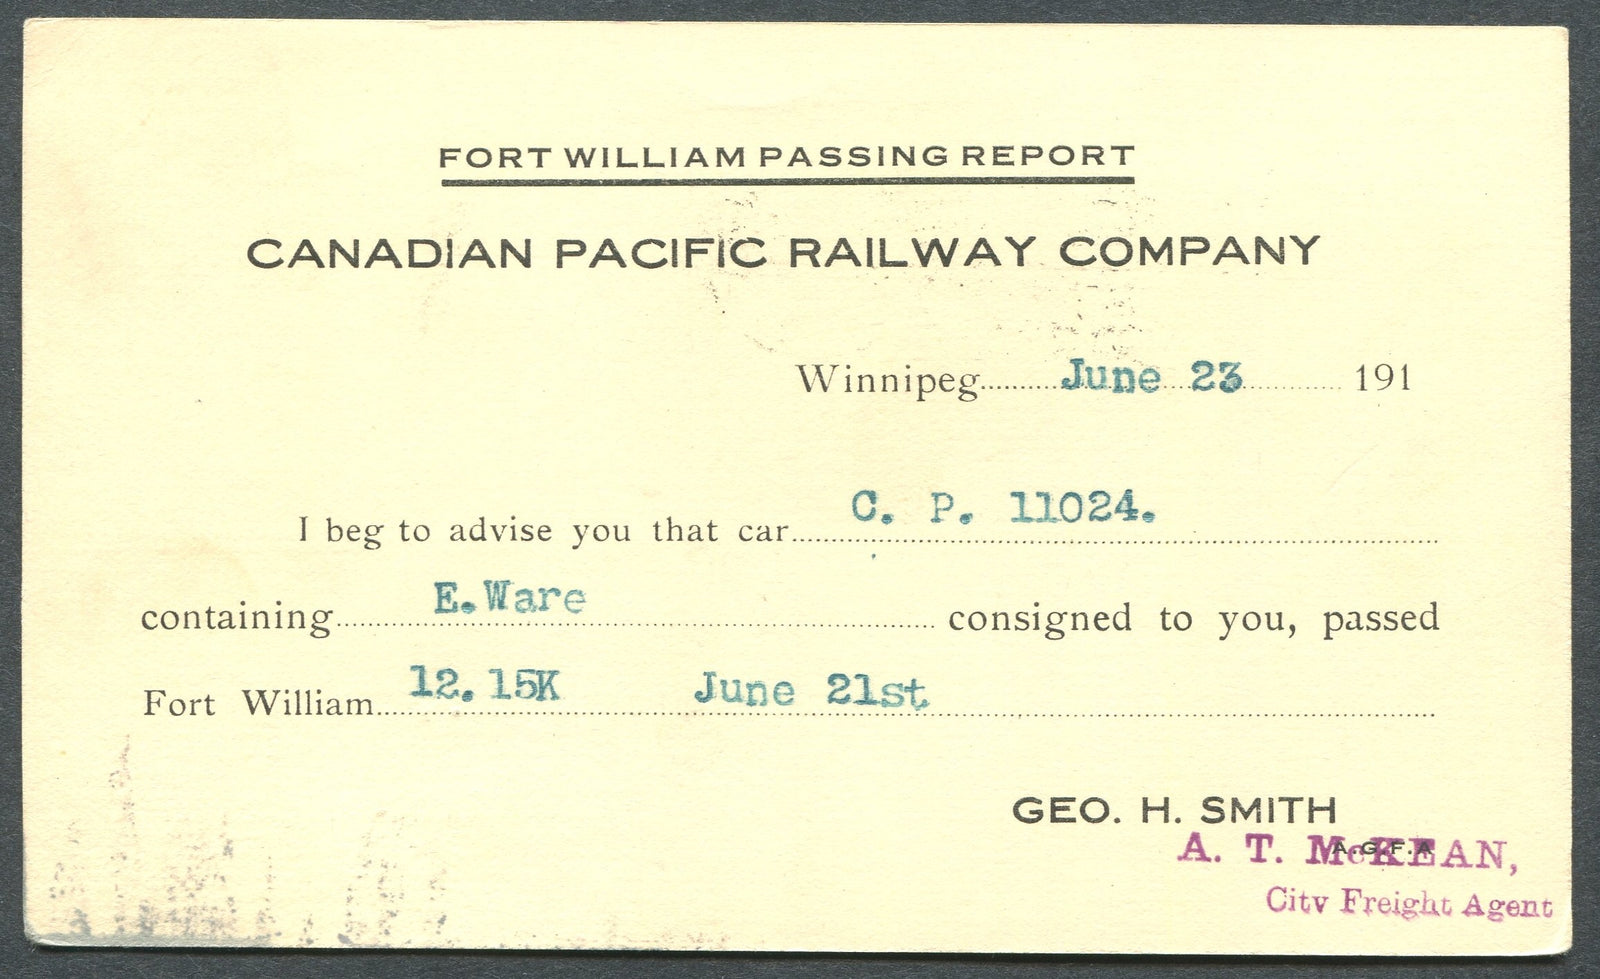 FORT WILLIAM PASSING REPORT
CANADIAN PACIFIC RAILWAY COMPANY
Winnipeg June 23 191
I beg to advise you that car C. P. 11024.
containing E.Ware consigned to you, passed
Fort William 12.15K June 21st
GEO. H. SMITH
A.G.F.A
A. T. McKEAN,
City Freight Agent